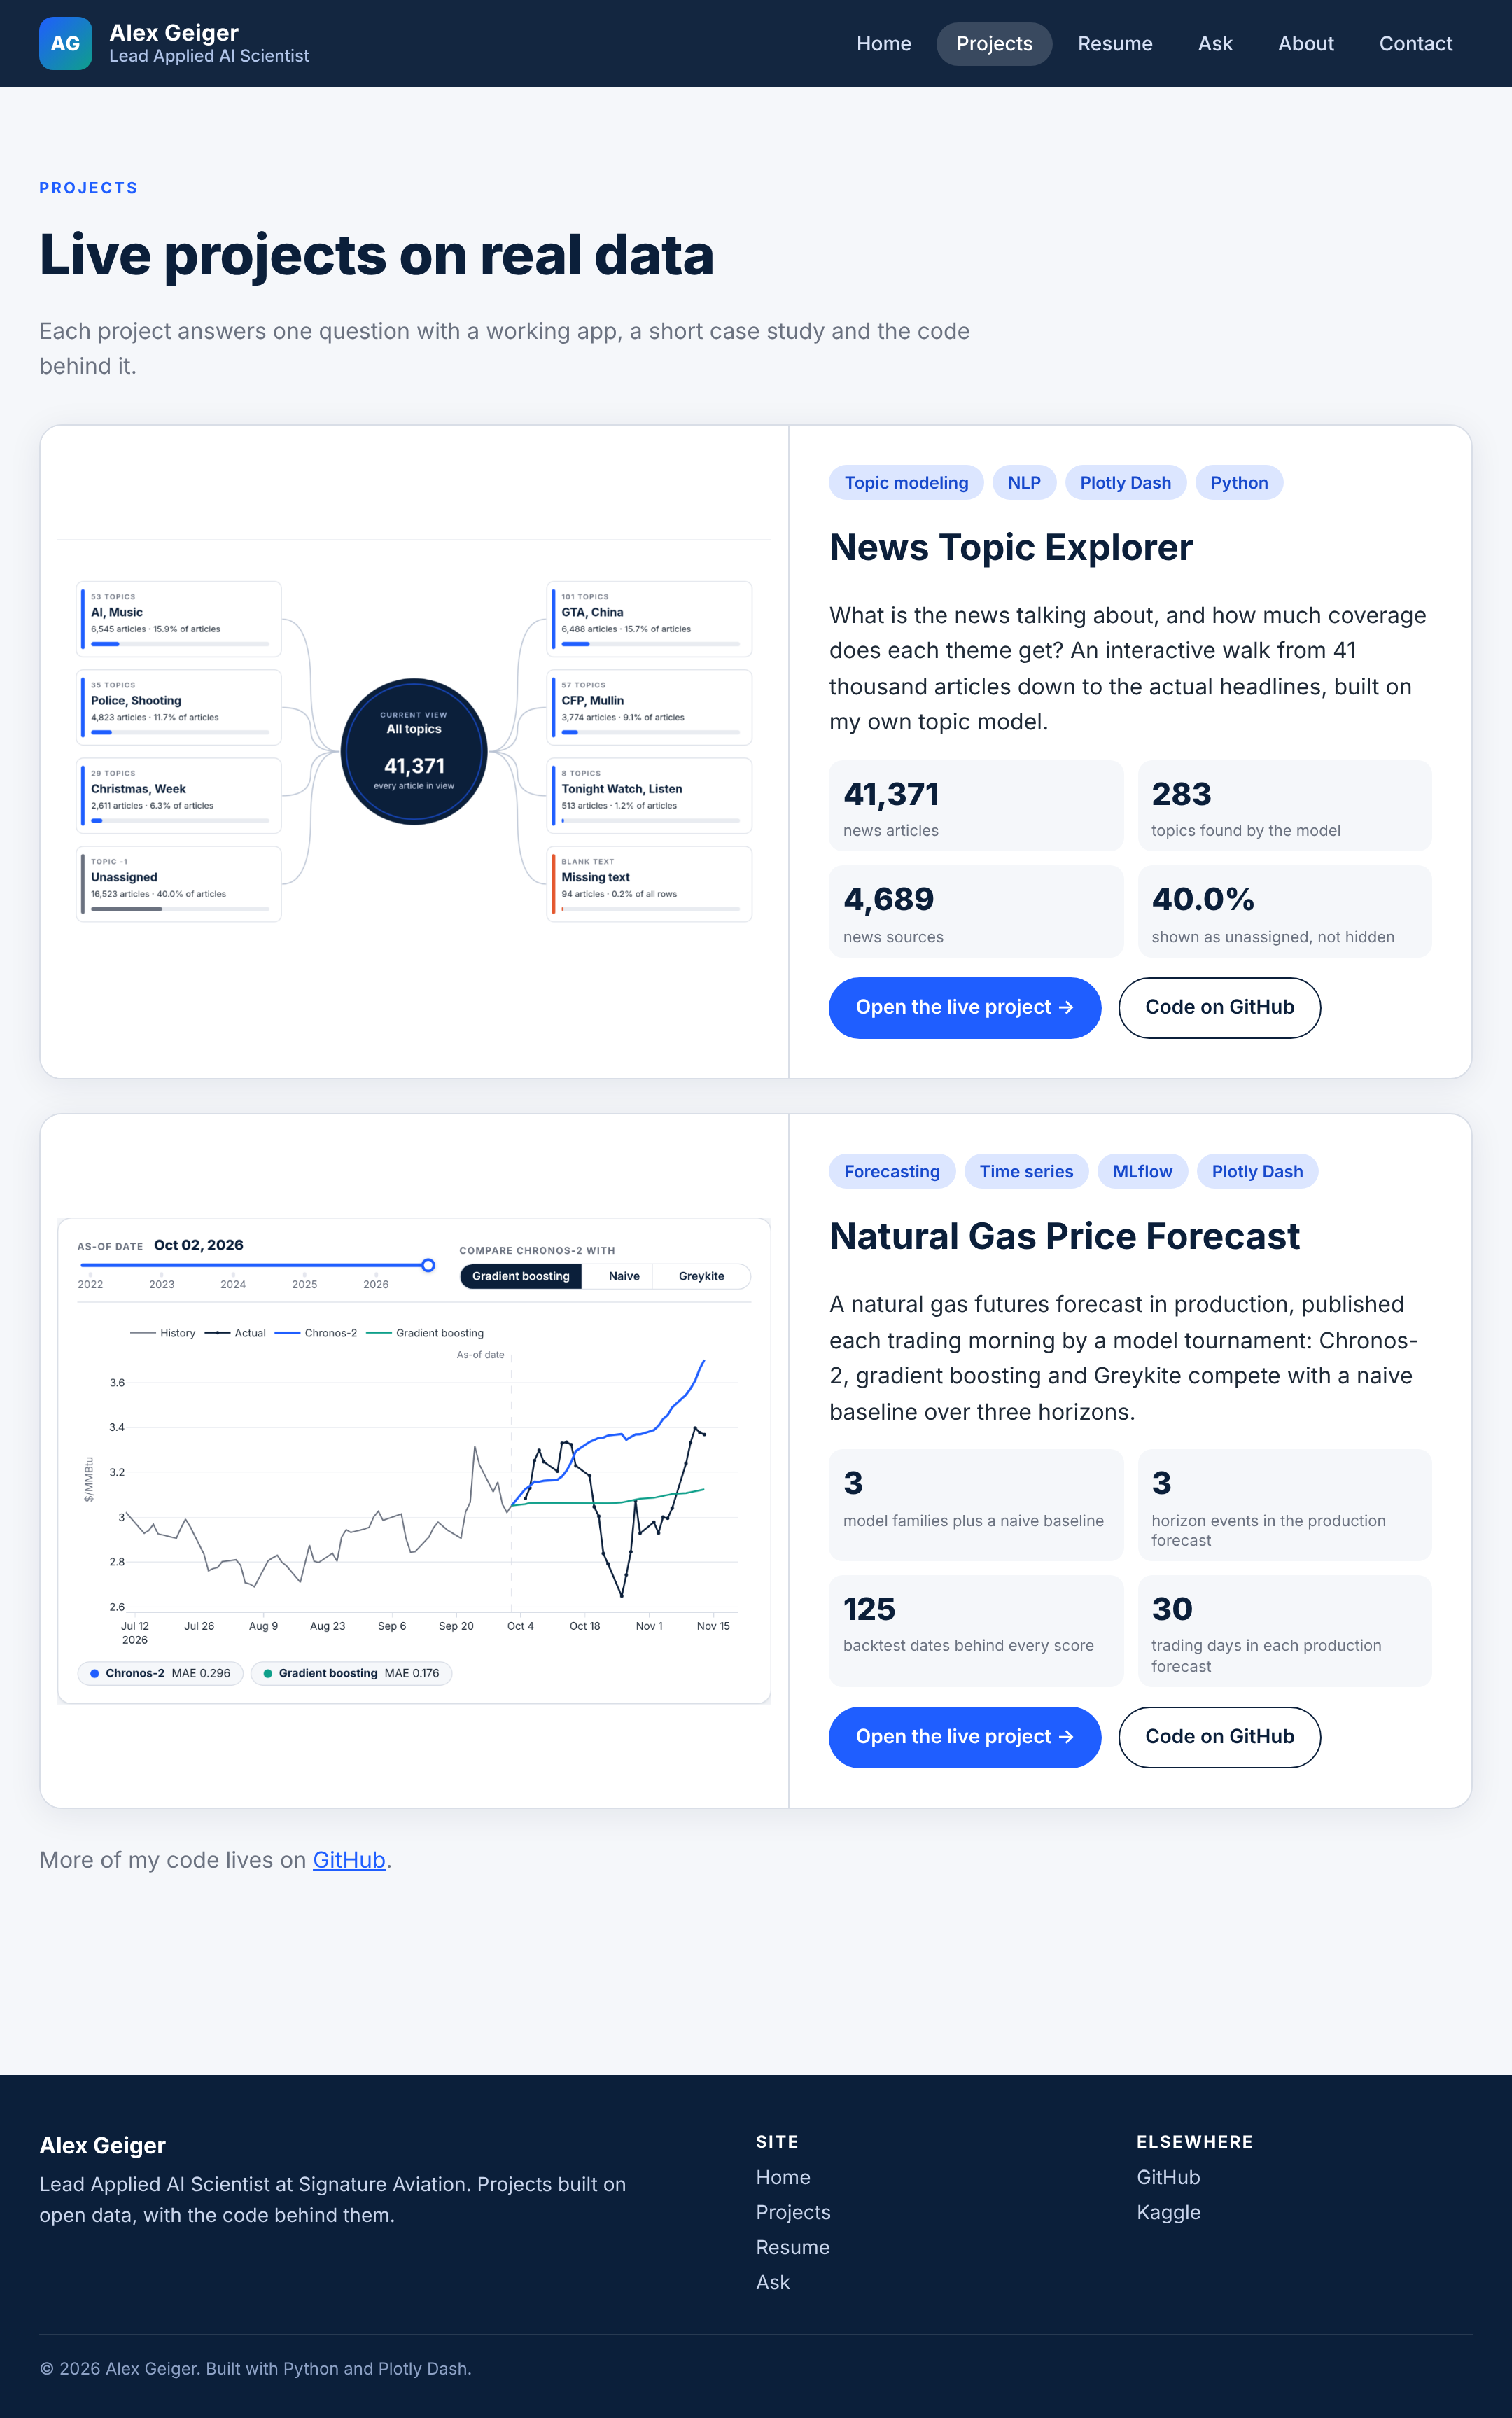 AG
Alex Geiger
Lead Applied AI Scientist
Home
Projects
Resume
Ask
About
Contact
PROJECTS
Live projects on real data
Each project answers one question with a working app, a short case study and the code
behind it.
53 TOPICS
AI, Music
6,545 articles · 15.9% of articles
35 TOPICS
Police, Shooting
4,823 articles · 11.7% of articles
29 TOPICS
Christmas, Week
2,611 articles · 6.3% of articles
TOPIC -1
Unassigned
16,523 articles · 40.0% of articles
CURRENT VIEW
All topics
41,371
every article in view
101 TOPICS
GTA, China
6,488 articles · 15.7% of articles
57 TOPICS
CFP, Mullin
3,774 articles · 9.1% of articles
8 TOPICS
Tonight Watch, Listen
513 articles · 1.2% of articles
BLANK TEXT
Missing text
94 articles · 0.2% of all rows
Topic modeling
NLP
Plotly Dash
Python
News Topic Explorer
What is the news talking about, and how much coverage
does each theme get? An interactive walk from 41
thousand articles down to the actual headlines, built on
my own topic model.
41,371
news articles
283
topics found by the model
4,689
news sources
40.0%
shown as unassigned, not hidden
Open the live project →
Code on GitHub
AS-OF DATE Oct 02, 2026
2022 2023 2024 2025 2026
COMPARE CHRONOS-2 WITH
Gradient boosting Naive Greykite
History Actual Chronos-2 Gradient boosting
As-of date
$/MMBtu
3.6
3.4
3.2
3
2.8
2.6
Jul 12 Jul 26 Aug 9 Aug 23 Sep 6 Sep 20 Oct 4 Oct 18 Nov 1 Nov 15
2026
Chronos-2 MAE 0.296
Gradient boosting MAE 0.176
Forecasting
Time series
MLflow
Plotly Dash
Natural Gas Price Forecast
A natural gas futures forecast in production, published
each trading morning by a model tournament: Chronos-
2, gradient boosting and Greykite compete with a naive
baseline over three horizons.
3
model families plus a naive baseline
3
horizon events in the production
forecast
125
backtest dates behind every score
30
trading days in each production
forecast
Open the live project →
Code on GitHub
More of my code lives on GitHub.
Alex Geiger
Lead Applied AI Scientist at Signature Aviation. Projects built on
open data, with the code behind them.
SITE
Home
Projects
Resume
Ask
ELSEWHERE
GitHub
Kaggle
© 2026 Alex Geiger. Built with Python and Plotly Dash.